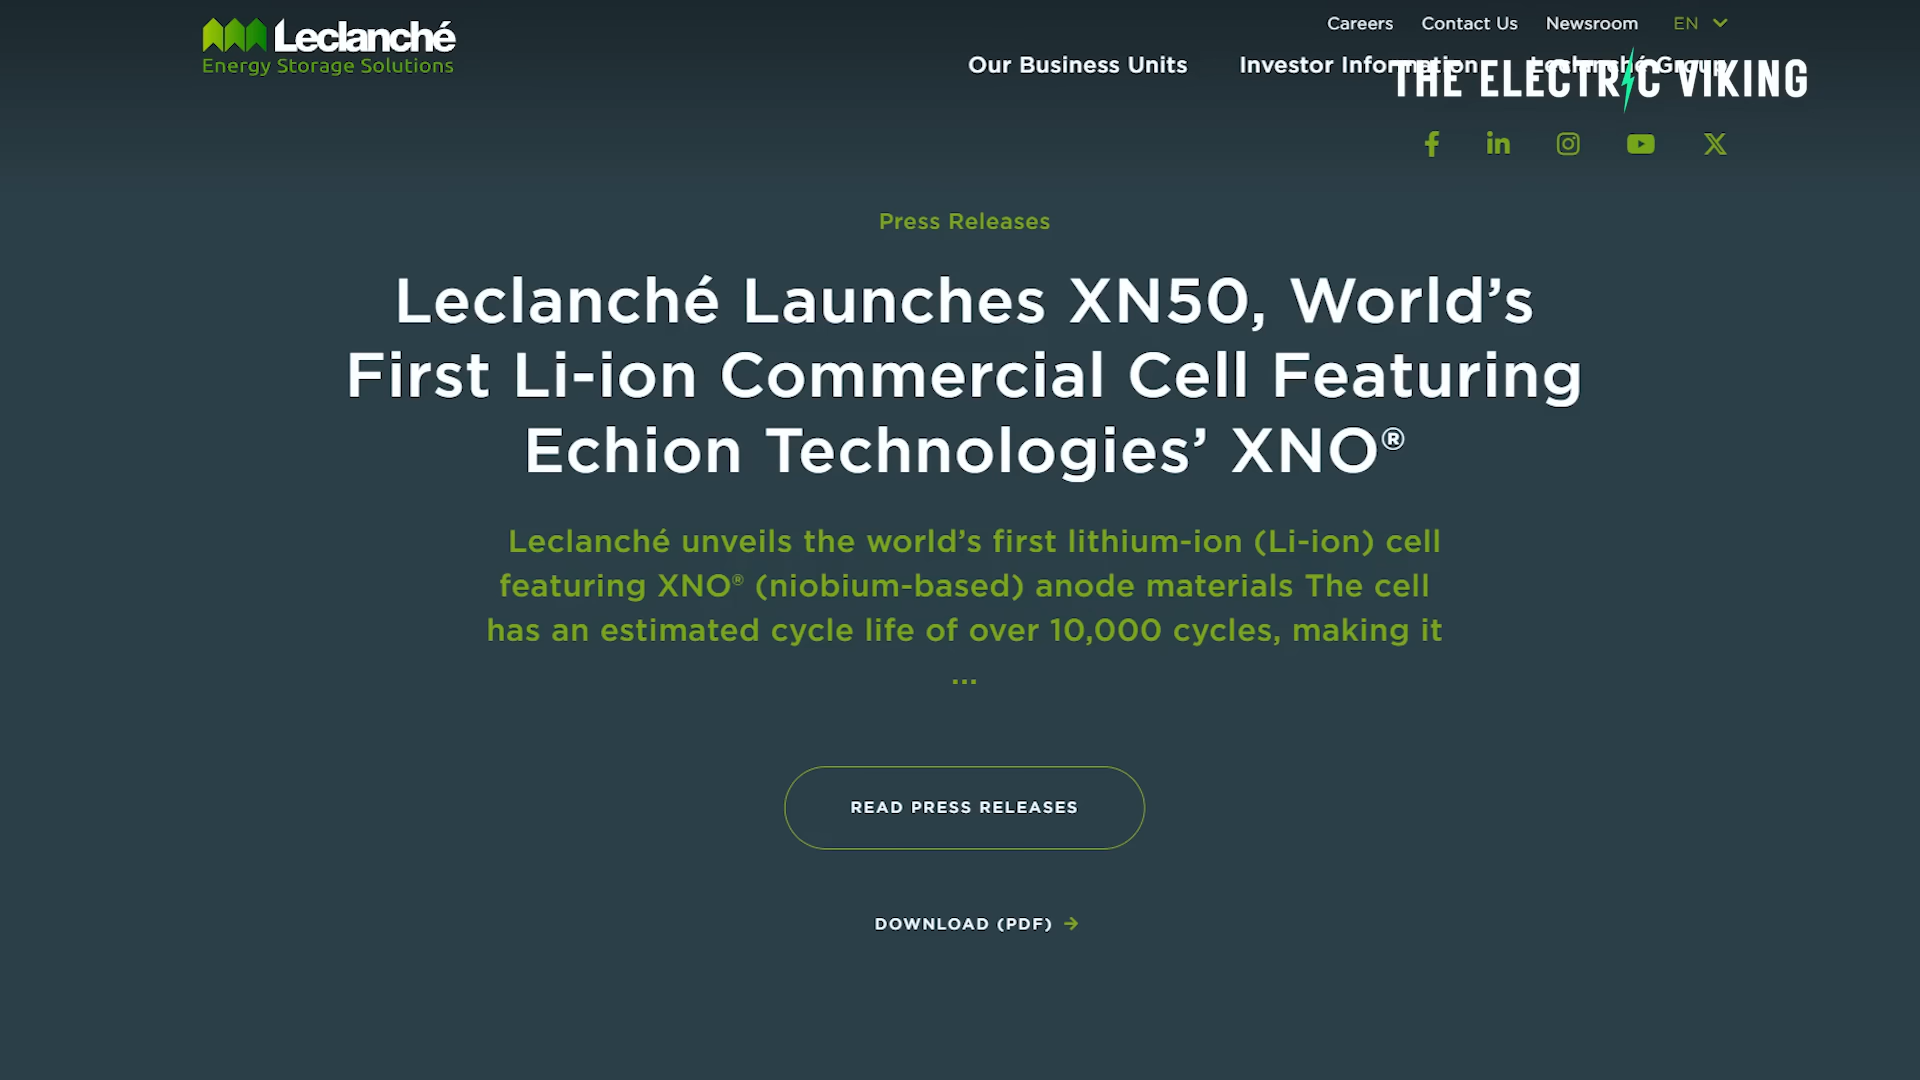 Leclanché
Energy Storage Solutions
Careers Contact Us Newsroom EN
Our Business Units Investor Information Leclanché Group
THE ELECTRIC VIKING
Press Releases
Leclanché Launches XN50, World’s
First Li-ion Commercial Cell Featuring
Echion Technologies’ XNO®
Leclanché unveils the world’s first lithium-ion (Li-ion) cell
featuring XNO® (niobium-based) anode materials The cell
has an estimated cycle life of over 10,000 cycles, making it
...
READ PRESS RELEASES
DOWNLOAD (PDF)